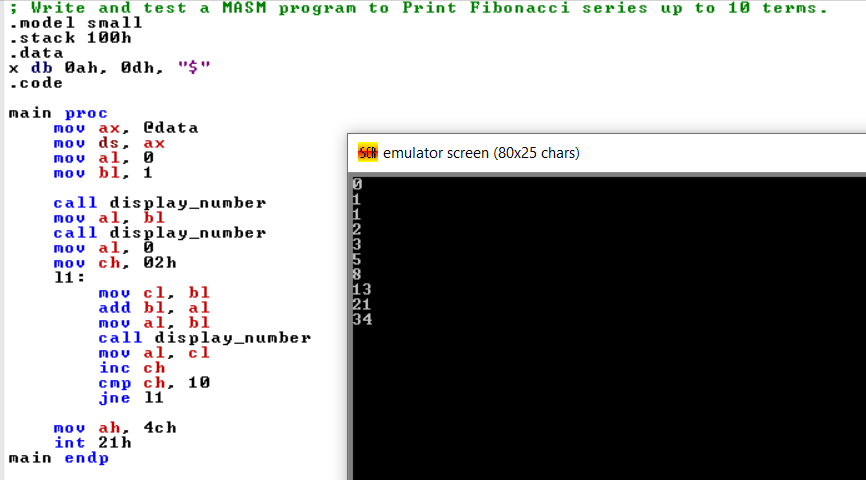 ; Write and test a MASM program to Print Fibonacci series up to 10 terms.
.model small
.stack 100h
.data
x db 0ah, 0dh, "$"
.code
main proc
mov ax, @data
mov ds, ax
mov al, 0
mov bl, 1
call display_number
mov al, bl
call display_number
mov al, 0
mov ch, 02h
l1:
mov cl, bl
add bl, al
mov al, bl
call display_number
mov al, cl
inc ch
cmp ch, 10
jne l1
mov ah, 4ch
int 21h
main endp
SCR emulator screen (80x25 chars)
0
1
1
2
3
5
8
13
21
34